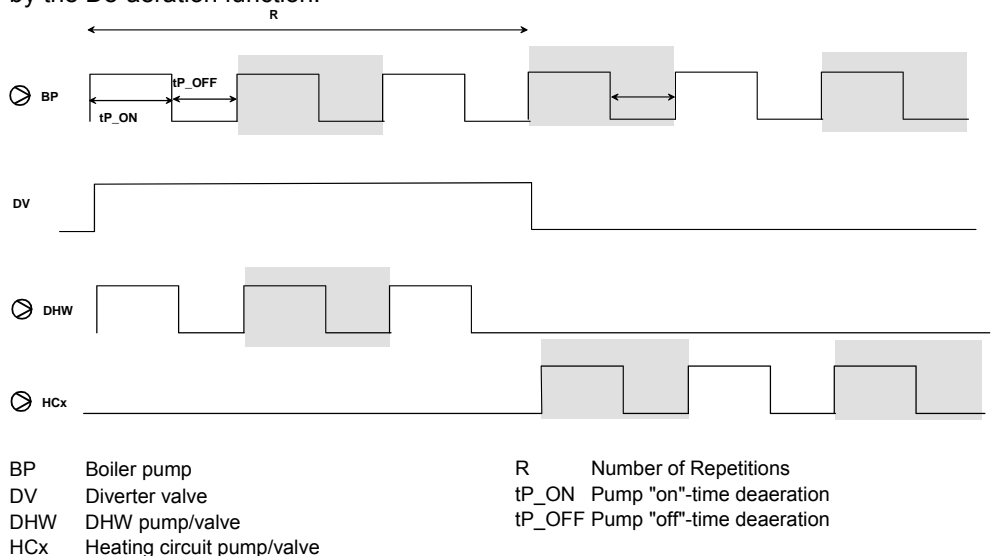 by the De-aeration function.
R
BP
tP_ON
tP_OFF
DV
DHW
HCx
BP Boiler pump
DV Diverter valve
DHW DHW pump/valve
HCx Heating circuit pump/valve
R Number of Repetitions
tP_ON Pump "on"-time deaeration
tP_OFF Pump "off"-time deaeration